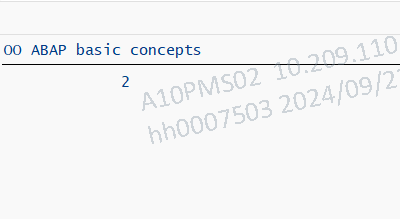 OO ABAP basic concepts
2
A10PMS02 10.209.110
hh0007503 2024/09/2